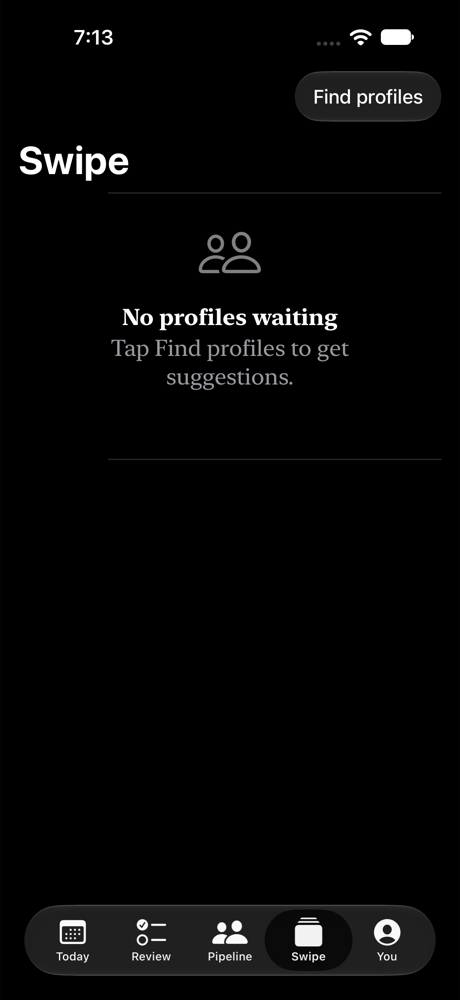 7:13
Find profiles
Swipe
No profiles waiting
Tap Find profiles to get
suggestions.
Today
Review
Pipeline
Swipe
You